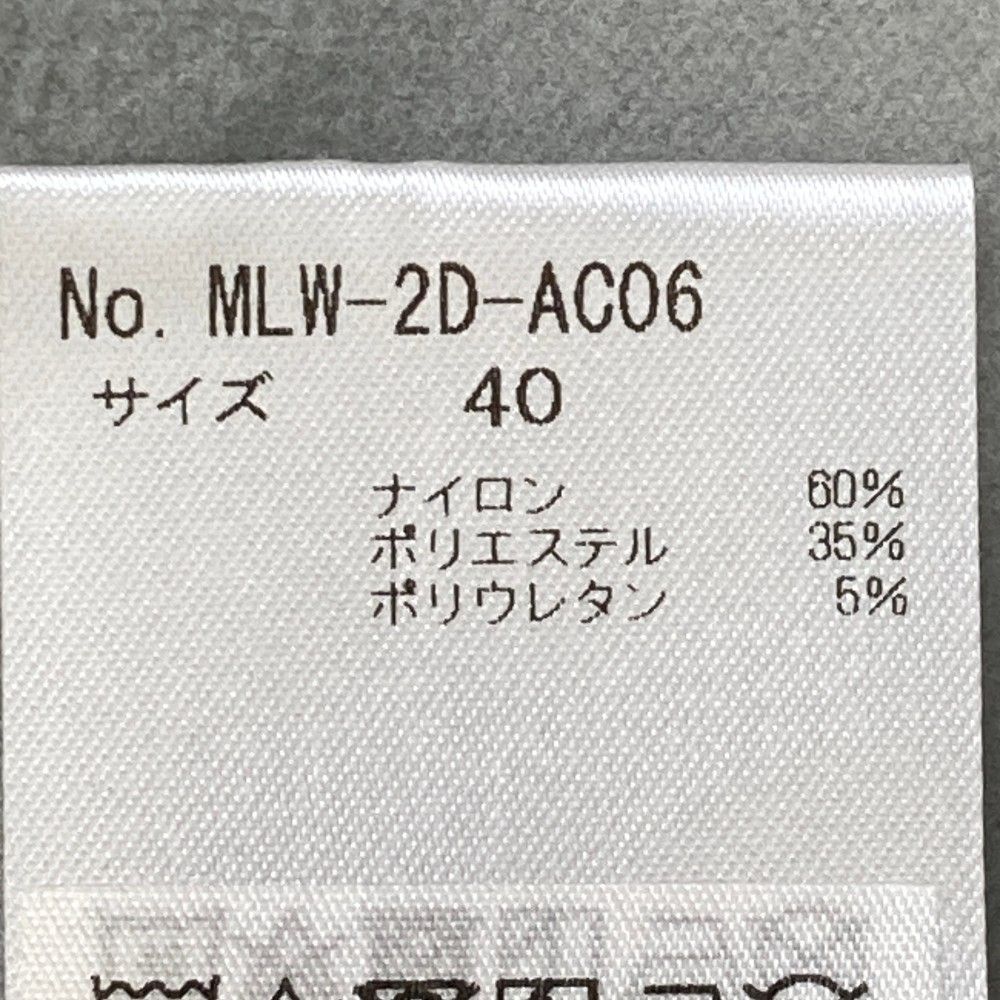 No. MLW-2D-AC06
サイズ 40
ナイロン 60%
ポリエステル 35%
ポリウレタン 5%